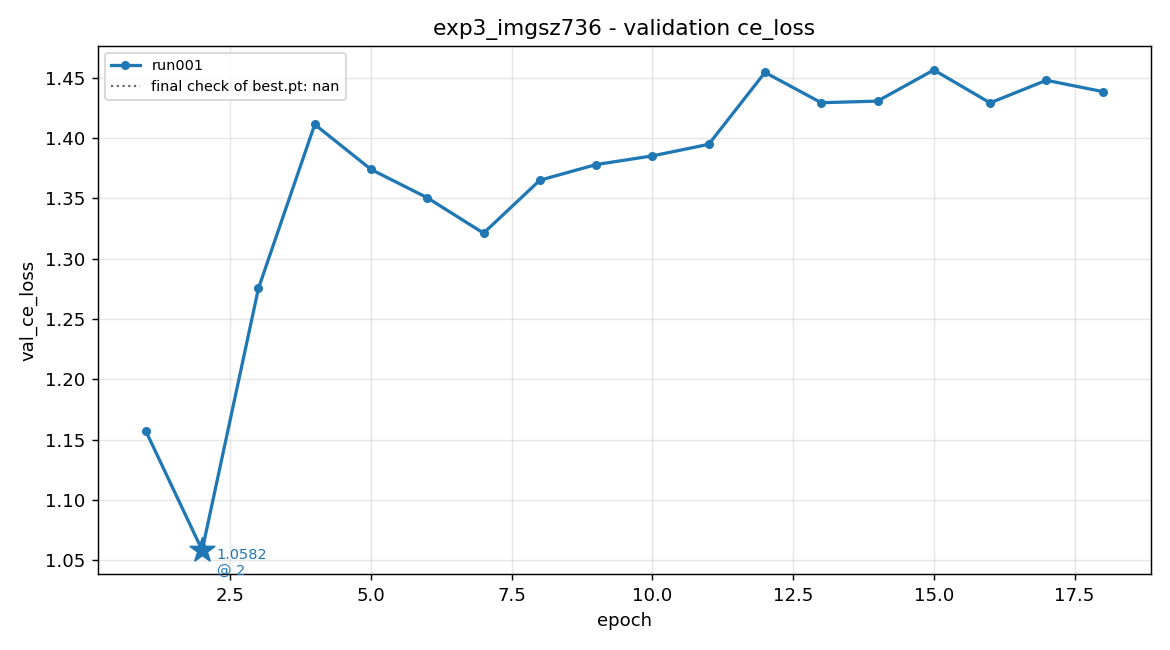 exp3_imgsz736 - validation ce_loss
run001
final check of best.pt: nan
val_ce_loss
1.45
1.40
1.35
1.30
1.25
1.20
1.15
1.10
1.05
1.0582
@ 2
2.5 5.0 7.5 10.0 12.5 15.0 17.5
epoch